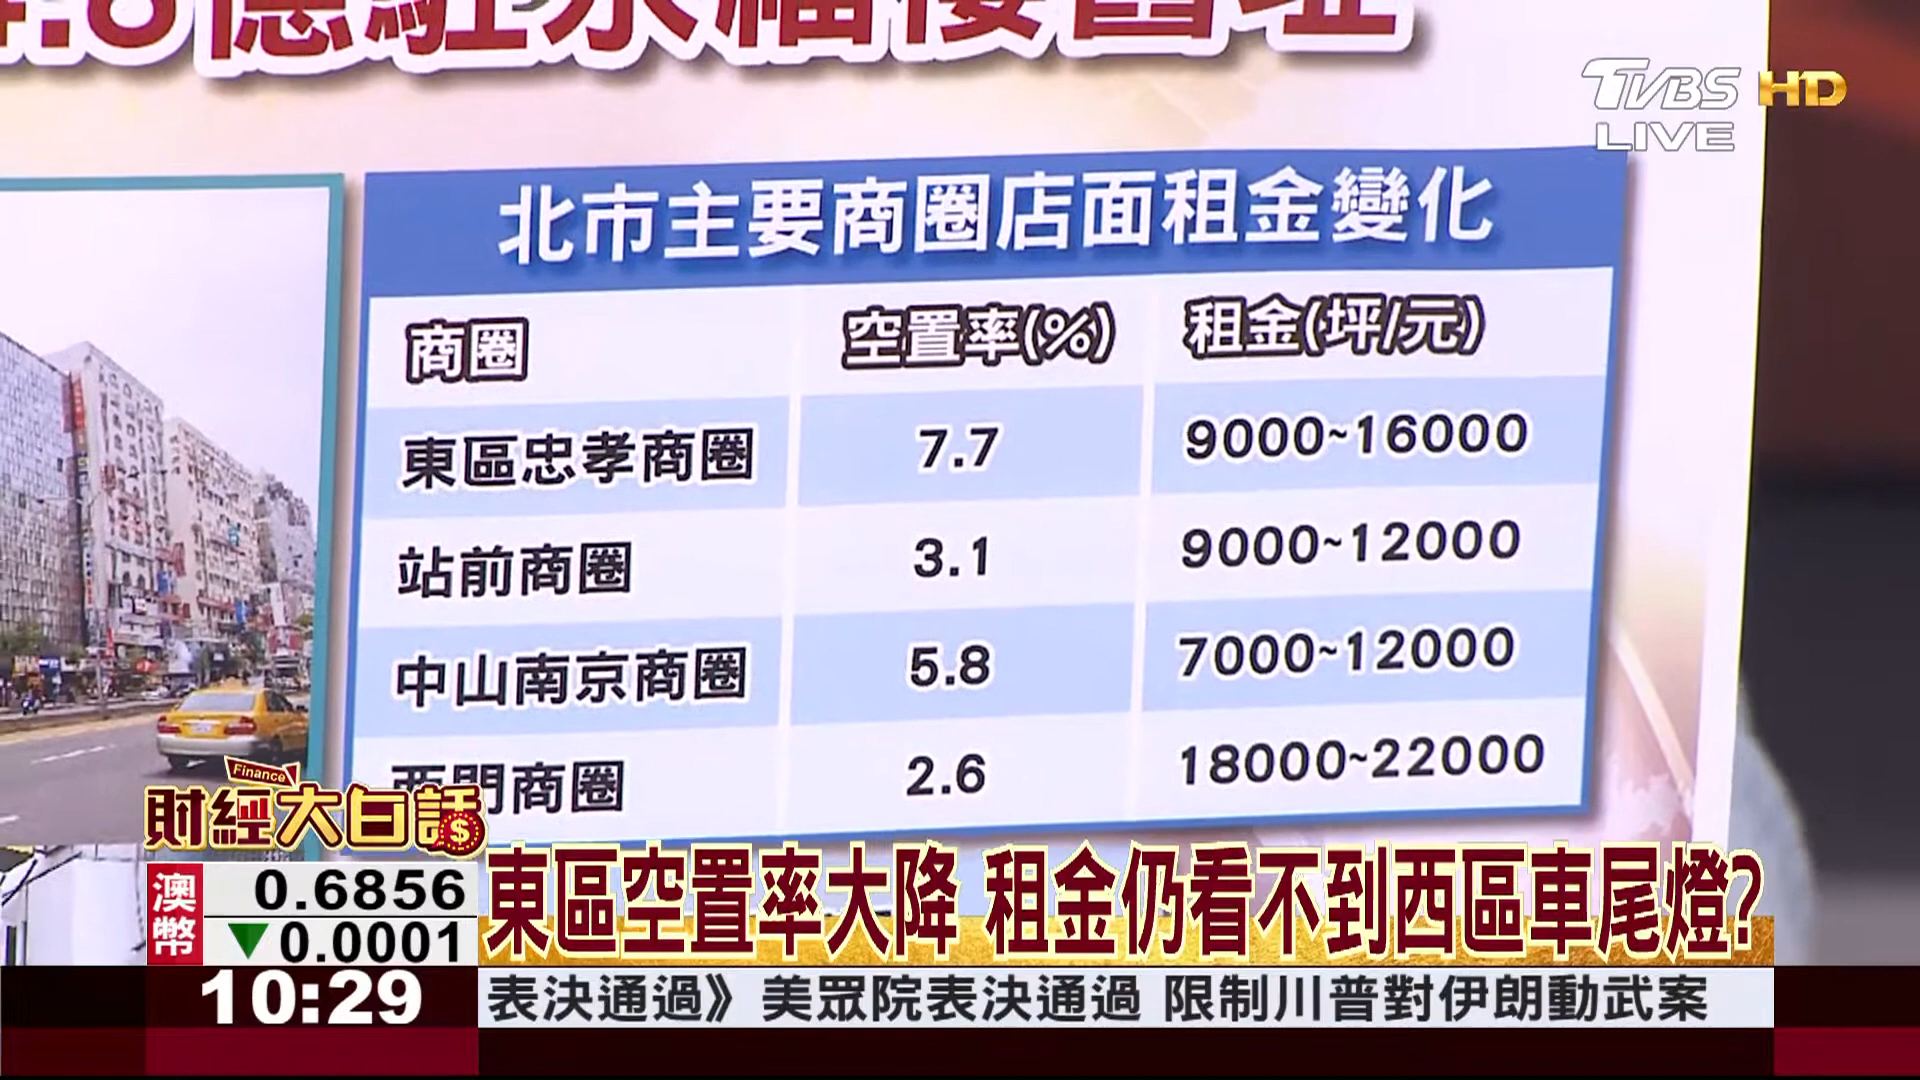 TVBS HD
LIVE
北市主要商圈店面租金變化
商圈 空置率(%) 租金(坪/元)
東區忠孝商圈 7.7 9000~16000
站前商圈 3.1 9000~12000
中山南京商圈 5.8 7000~12000
西門商圈 2.6 18000~22000
Finance
財經大白話
東區空置率大降 租金仍看不到西區車尾燈?
澳幣 0.6856
▼0.0001
10:29
表決通過》美眾院表決通過 限制川普對伊朗動武案